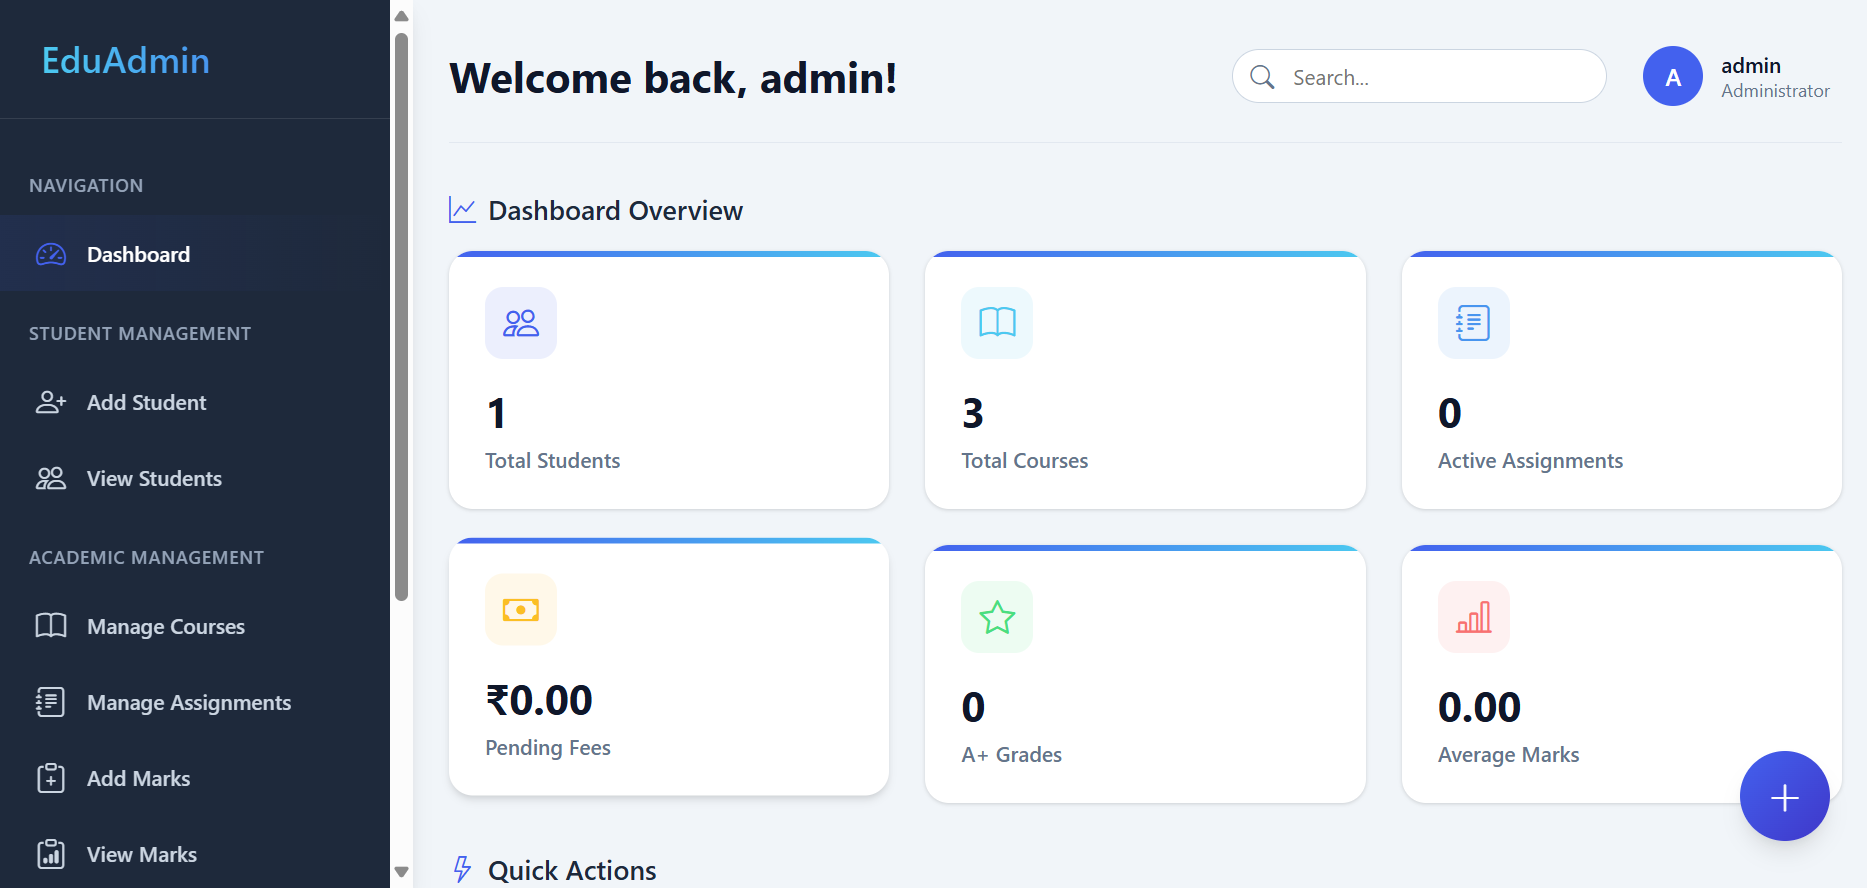 EduAdmin
NAVIGATION
Dashboard
STUDENT MANAGEMENT
Add Student
View Students
ACADEMIC MANAGEMENT
Manage Courses
Manage Assignments
Add Marks
View Marks
Welcome back, admin!
Search...
A
admin
Administrator
Dashboard Overview
1
Total Students
3
Total Courses
0
Active Assignments
₹0.00
Pending Fees
0
A+ Grades
0.00
Average Marks
Quick Actions